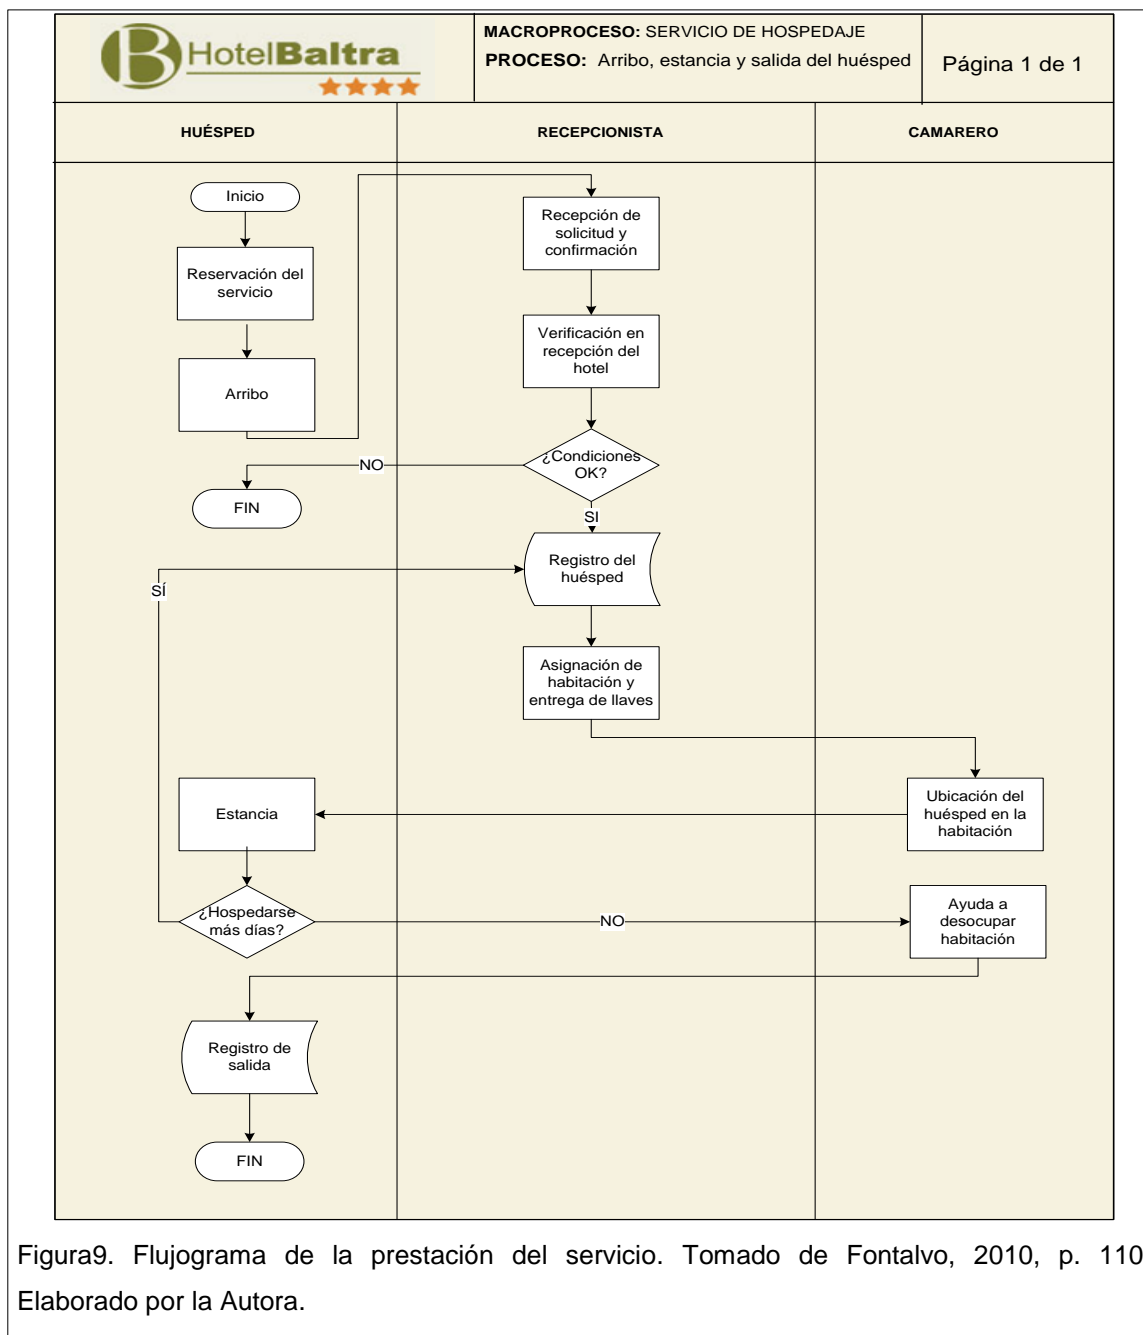 HotelBaltra
MACROPROCESO: SERVICIO DE HOSPEDAJE
PROCESO: Arribo, estancia y salida del huésped
Página 1 de 1
HUÉSPED
RECEPCIONISTA
CAMARERO
Inicio
Reservación del
servicio
Arribo
Recepción de
solicitud y
confirmación
Verificación en
recepción del
hotel
¿Condiciones
OK?
NO
FIN
SI
Registro del
huésped
SÍ
Asignación de
habitación y
entrega de llaves
Ubicación del
huésped en la
habitación
Estancia
¿Hospedarse
más días?
NO
Ayuda a
desocupar
habitación
Registro de
salida
FIN
Figura9. Flujograma de la prestación del servicio. Tomado de Fontalvo, 2010, p. 110
Elaborado por la Autora.